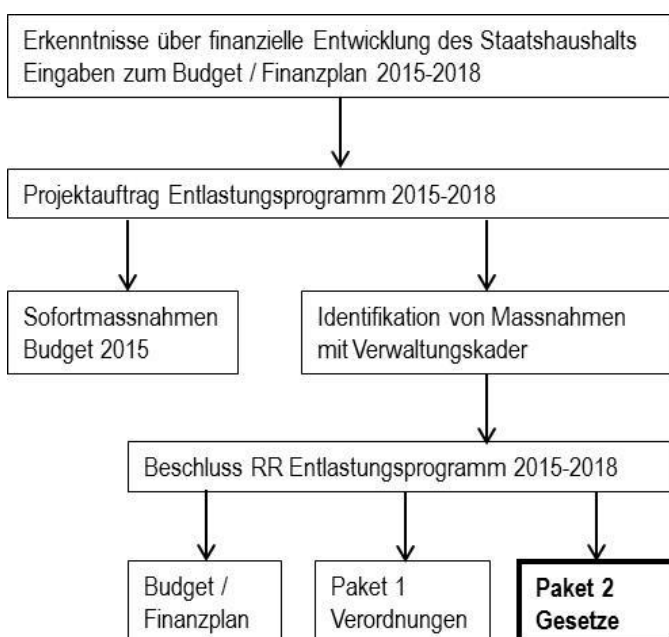 Erkenntnisse über finanzielle Entwicklung des Staatshaushalts
Eingaben zum Budget / Finanzplan 2015-2018
Projektauftrag Entlastungsprogramm 2015-2018
Sofortmassnahmen
Budget 2015
Identifikation von Massnahmen
mit Verwaltungskader
Beschluss RR Entlastungsprogramm 2015-2018
Budget /
Finanzplan
Paket 1
Verordnungen
Paket 2
Gesetze